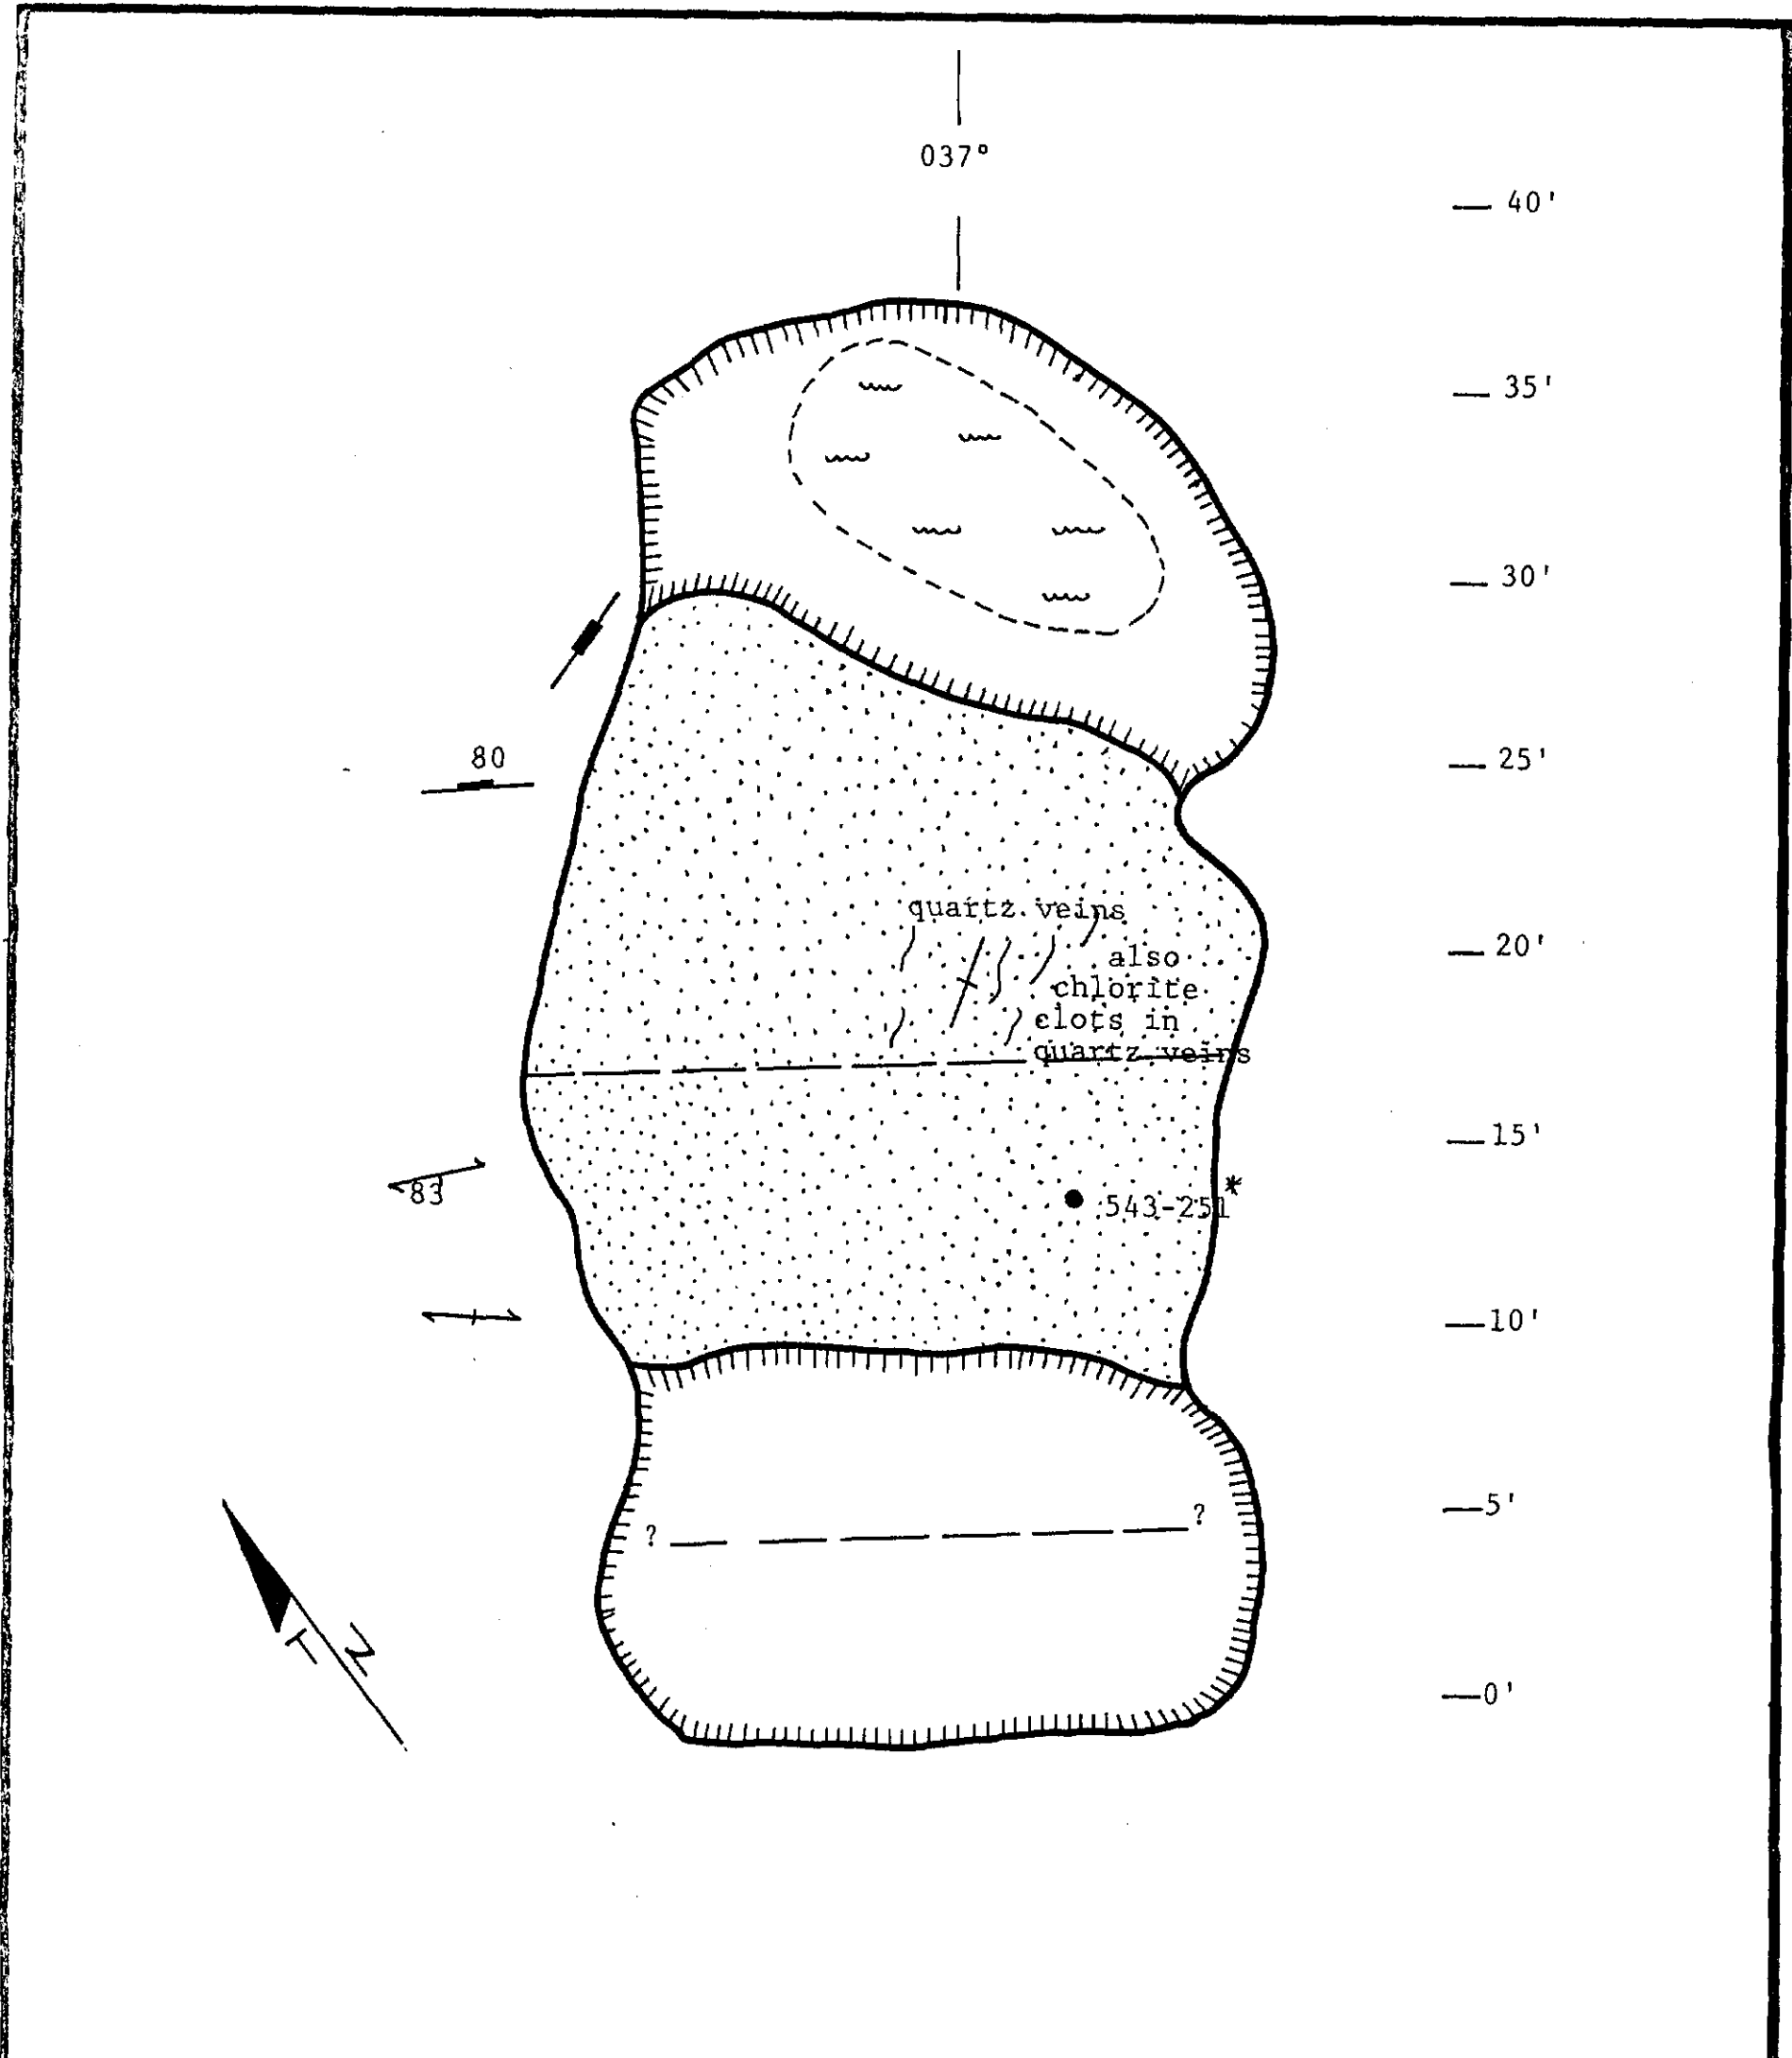 037°
40'
35'
30'
25'
80
quartz veins
20'
also
chlorite
clots in
quartz veins
15'
83
543-251*
10'
5'
?
?
T N
0'